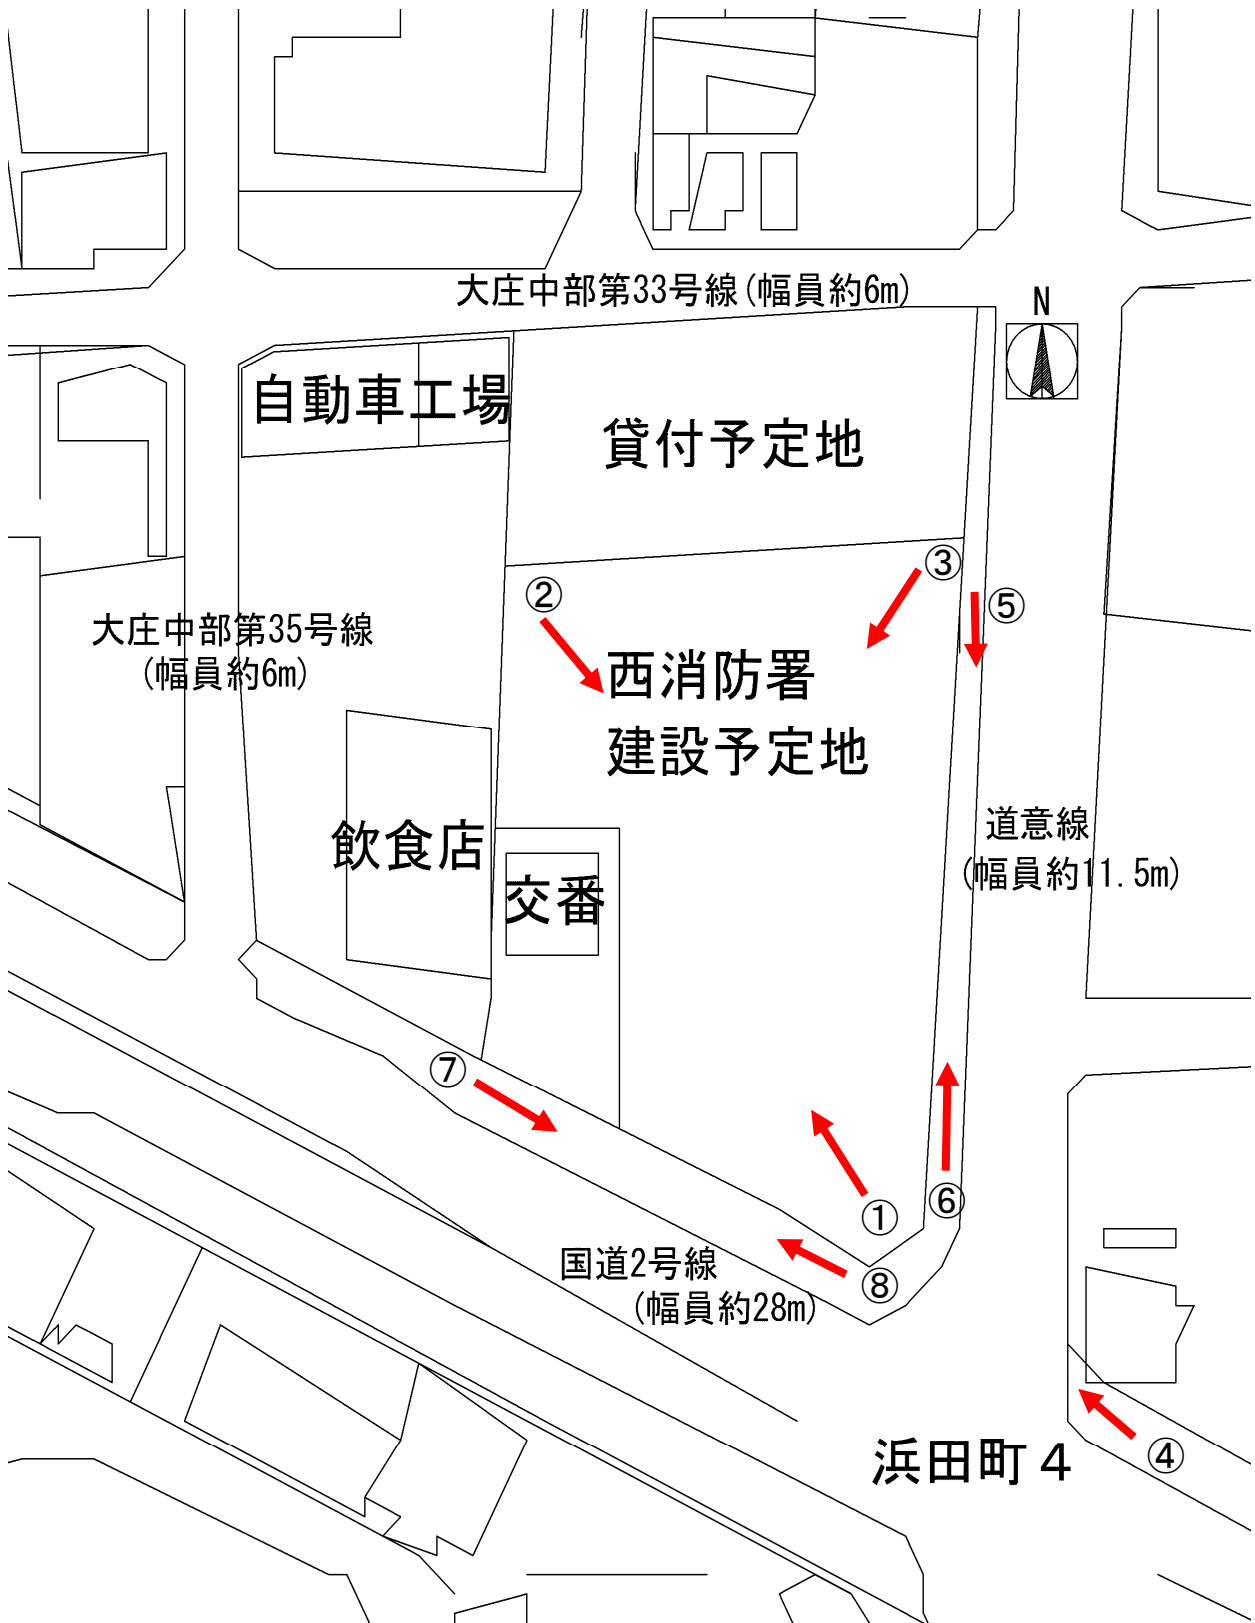 大庄中部第33号線(幅員約6m)
N
自動車工場
貸付予定地
③
②
⑤
大庄中部第35号線
(幅員約6m)
西消防署
建設予定地
道意線
(幅員約11.5m)
飲食店
交番
⑦
⑥
①
国道2号線
(幅員約28m)
⑧
浜田町4
④